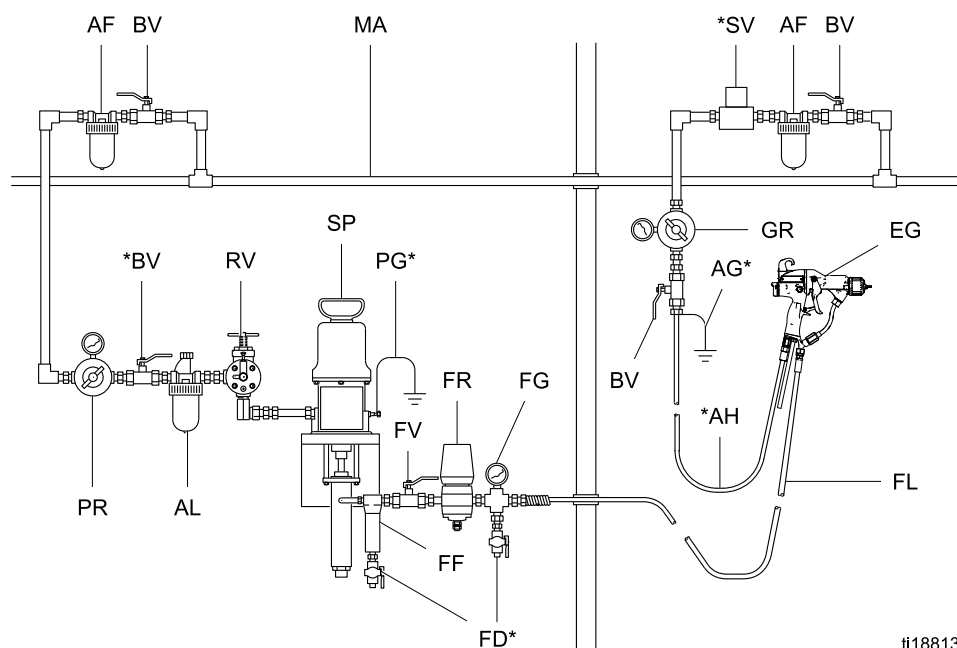 AF
BV
MA
*SV
AF
BV
SP
GR
EG
*BV
RV
PG*
AG*
FR
FG
BV
*AH
FV
PR
AL
FL
FF
FD*
ti18813